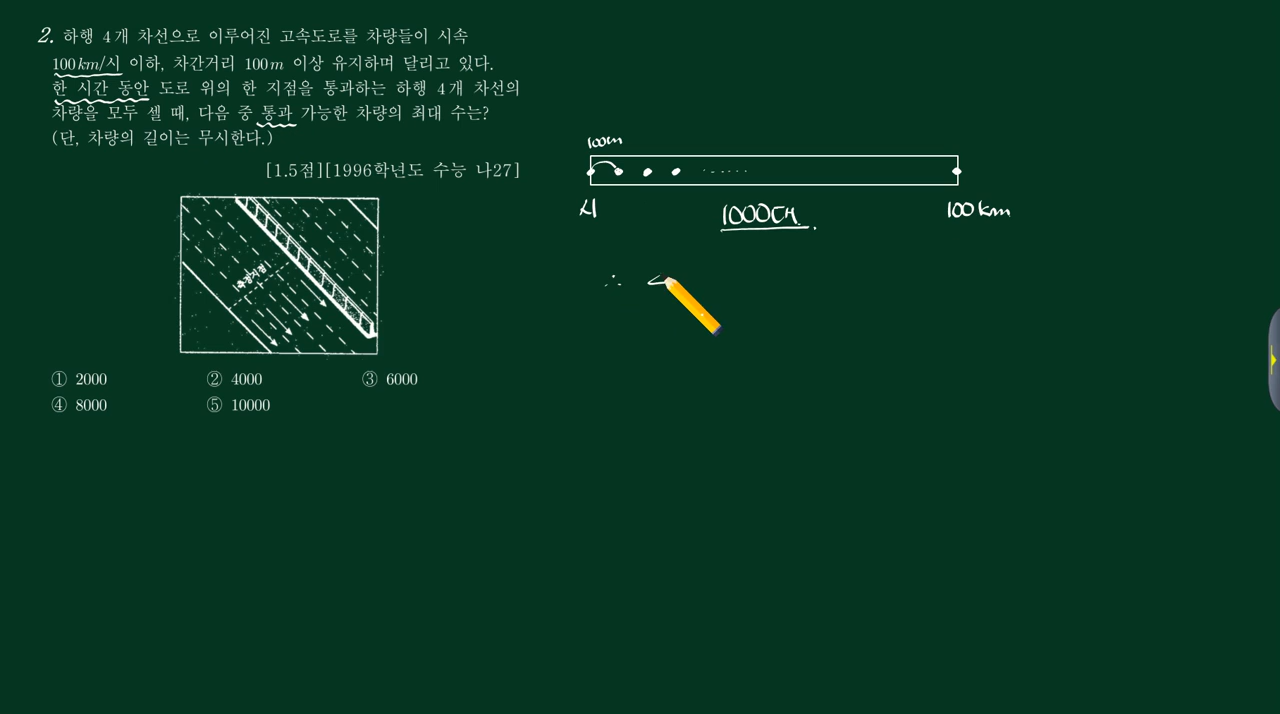 2. 하행 4개 차선으로 이루어진 고속도로를 차량들이 시속
100km/시 이하, 차간거리 100m 이상 유지하며 달리고 있다.
한 시간 동안 도로 위의 한 지점을 통과하는 하행 4개 차선의
차량을 모두 셀 때, 다음 중 통과 가능한 차량의 최대 수는?
(단, 차량의 길이는 무시한다.)
[1.5점][1996학년도 수능 나27]
측정지점
① 2000 ② 4000 ③ 6000
④ 8000 ⑤ 10000
100m
시 1000대. 100km
∴